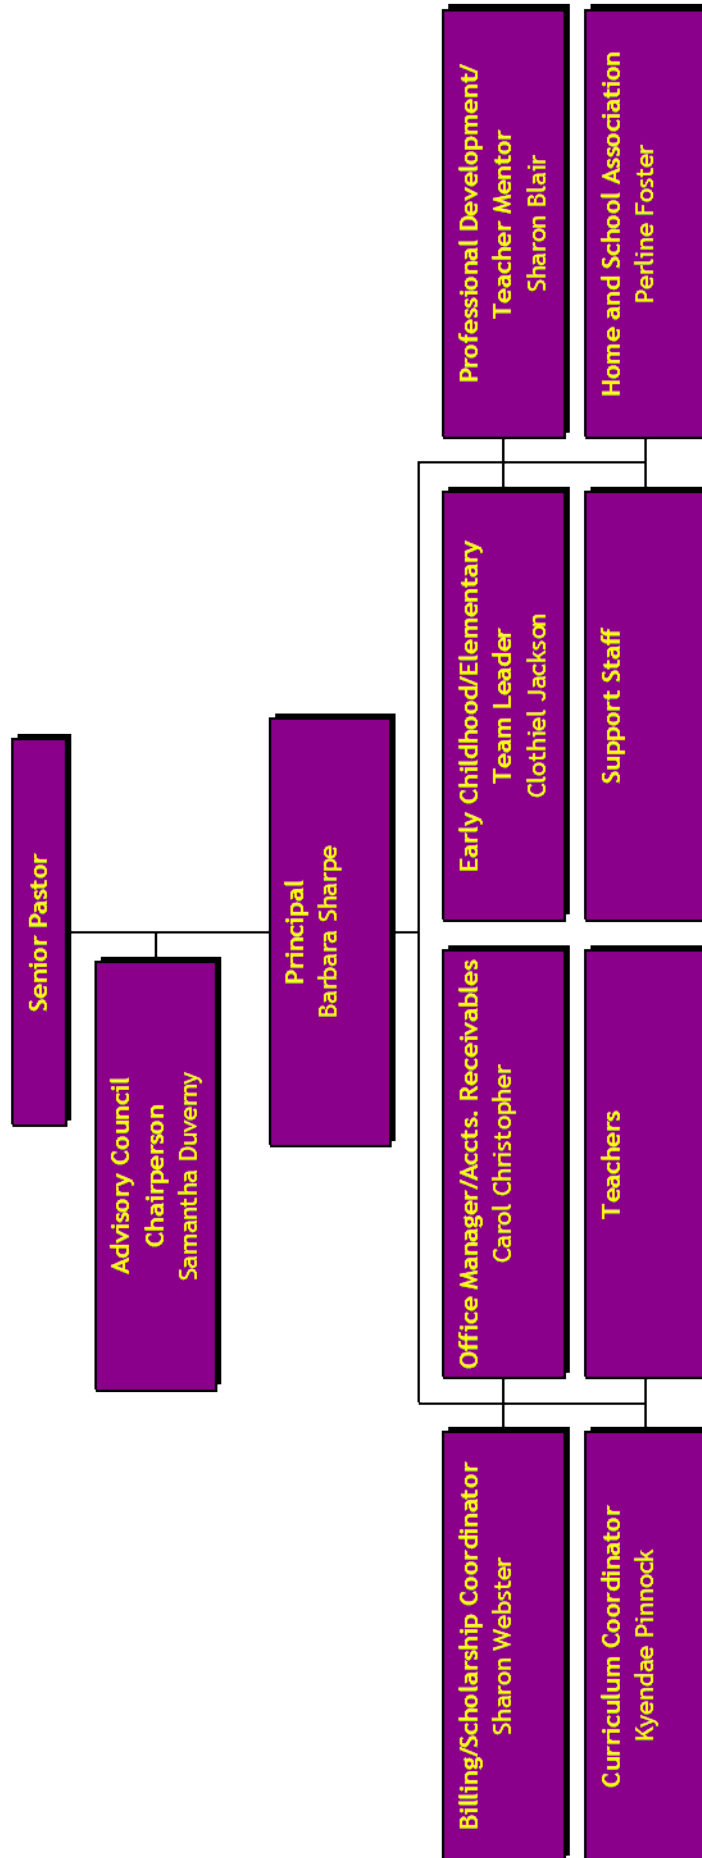 Senior Pastor
Advisory Council
Chairperson
Samantha Duverny
Principal
Barbara Sharpe
Billing/Scholarship Coordinator
Sharon Webster
Office Manager/Accts. Receivables
Carol Christopher
Early Childhood/Elementary
Team Leader
Clothiel Jackson
Professional Development/
Teacher Mentor
Sharon Blair
Curriculum Coordinator
Kyendae Pinnock
Teachers
Support Staff
Home and School Association
Perline Foster